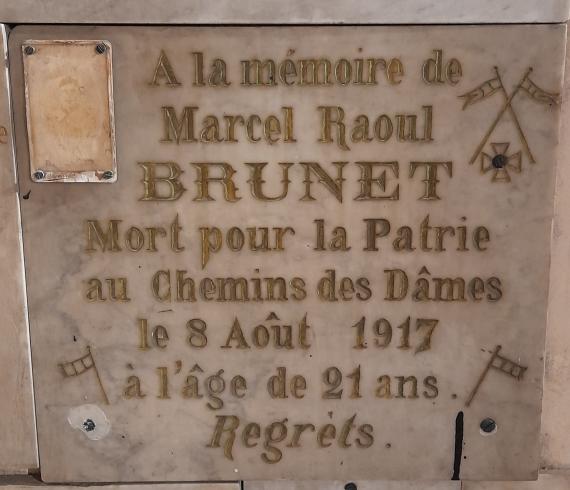 A la mémoire de
Marcel Raoul
BRUNET
Mort pour la Patrie
au Chemins des Dâmes
le 8 Août 1917
à l'âge de 21 ans.
Regrèts.